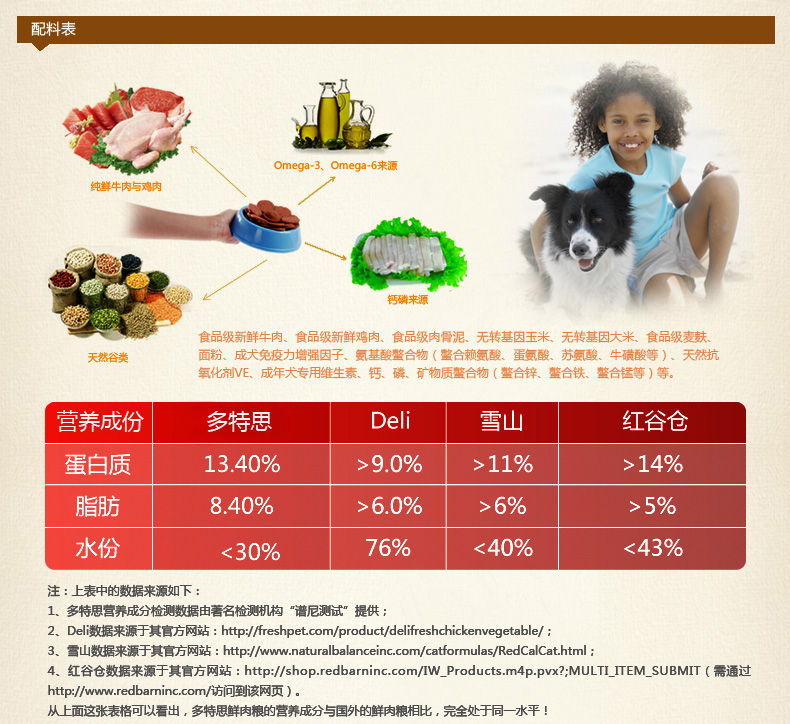 配料表
纯鲜牛肉与鸡肉
Omega-3、Omega-6来源
钙磷来源
天然谷类
食品级新鲜牛肉、食品级新鲜鸡肉、食品级肉骨泥、无转基因玉米、无转基因大米、食品级麦麸、
面粉、成犬免疫力增强因子、氨基酸螯合物（螯合赖氨酸、蛋氨酸、苏氨酸、牛磺酸等）、天然抗
氧化剂VE、成年犬专用维生素、钙、磷、矿物质螯合物（螯合锌、螯合铁、螯合锰等）等。
营养成份 多特思 Deli 雪山 红谷仓
蛋白质 13.40% >9.0% >11% >14%
脂肪 8.40% >6.0% >6% >5%
水份 <30% 76% <40% <43%
注：上表中的数据来源如下：
1、多特思营养成分检测数据由著名检测机构“谱尼测试”提供；
2、Deli数据来源于其官方网站：http://freshpet.com/product/delifreshchickenvegetable/；
3、雪山数据来源于其官方网站：http://www.naturalbalanceinc.com/catformulas/RedCalCat.html；
4、红谷仓数据来源于其官方网站：http://shop.redbarninc.com/IW_Products.m4p.pvx?;MULTI_ITEM_SUBMIT（需通过
http://www.redbarninc.com/访问到该网页）。
从上面这张表格可以看出，多特思鲜肉粮的营养成分与国外的鲜肉粮相比，完全处于同一水平！